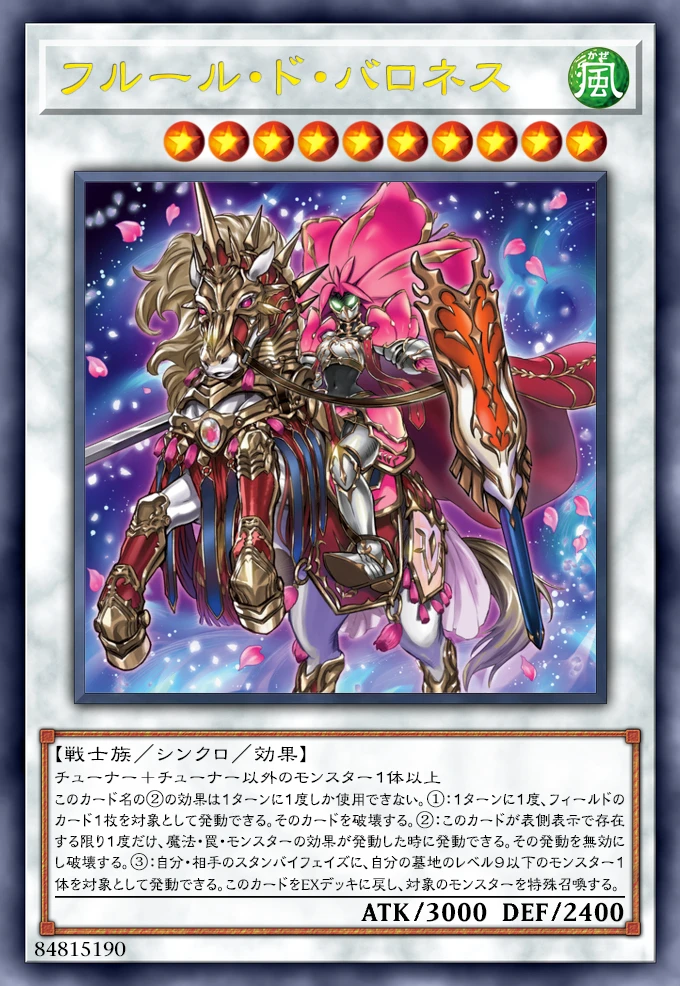 フルール・ド・バロネス
かぜ
風
【戦士族／シンクロ／効果】
チューナー＋チューナー以外のモンスター１体以上
このカード名の②の効果は１ターンに１度しか使用できない。①：１ターンに１度、フィールドの
カード１枚を対象として発動できる。そのカードを破壊する。②：このカードが表側表示で存在
する限り１度だけ、魔法・罠・モンスターの効果が発動した時に発動できる。その発動を無効に
し破壊する。③：自分・相手のスタンバイフェイズに、自分の墓地のレベル９以下のモンスター１
体を対象として発動できる。このカードをEXデッキに戻し、対象のモンスターを特殊召喚する。
ATK/3000 DEF/2400
84815190